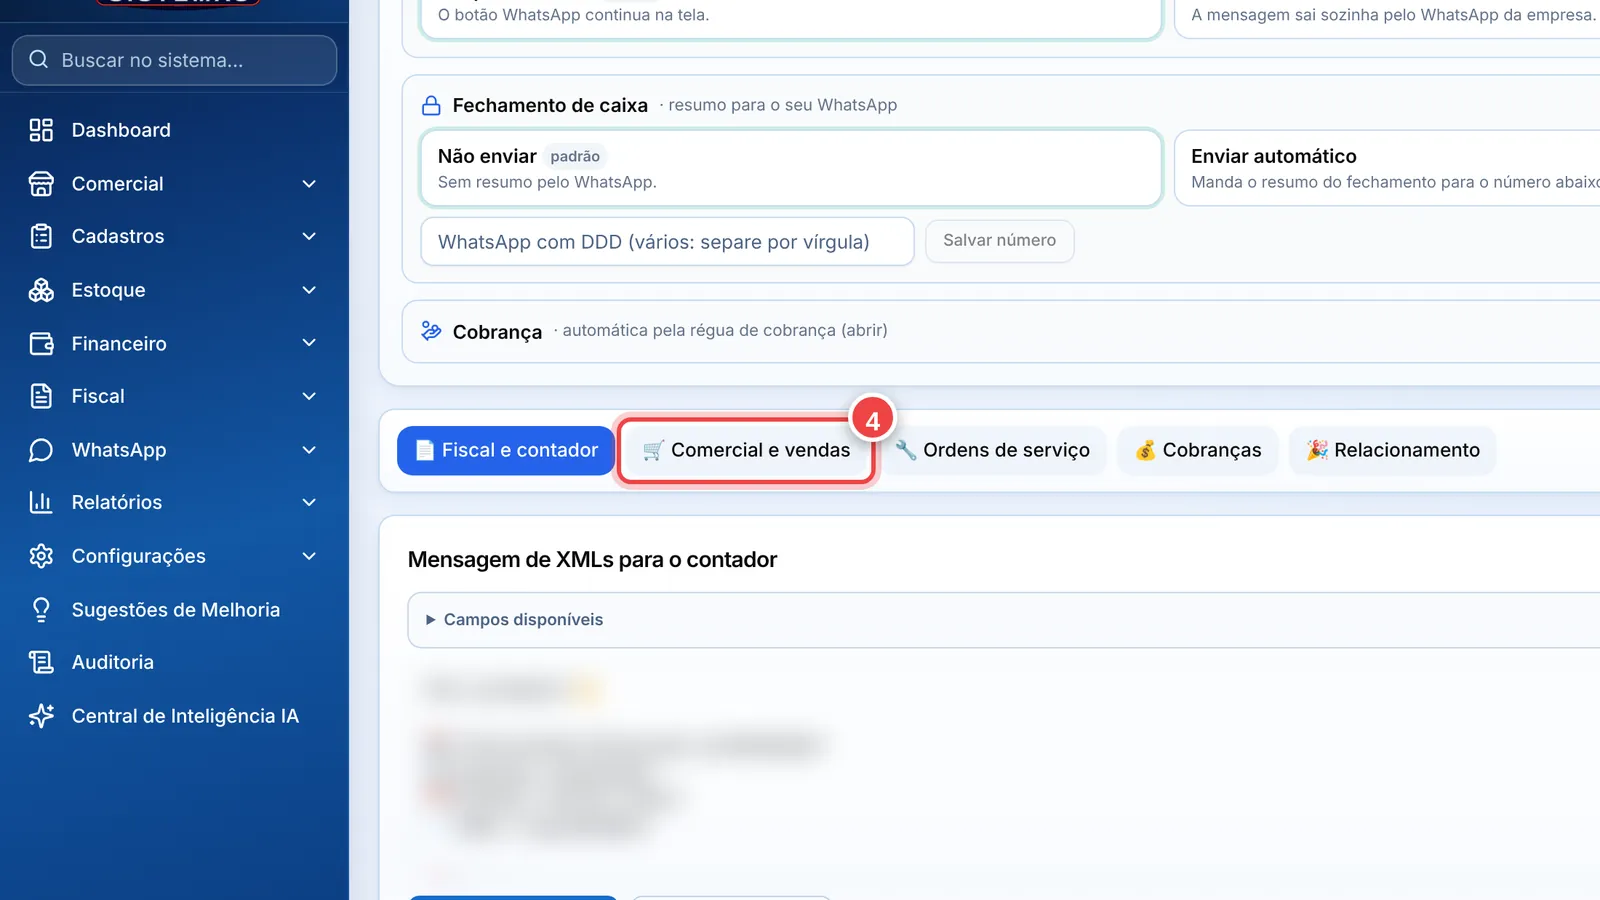 Buscar no sistema...
Dashboard
Comercial
Cadastros
Estoque
Financeiro
Fiscal
WhatsApp
Relatórios
Configurações
Sugestões de Melhoria
Auditoria
Central de Inteligência IA
O botão WhatsApp continua na tela.
A mensagem sai sozinha pelo WhatsApp da empresa.
Fechamento de caixa · resumo para o seu WhatsApp
Não enviar padrão
Sem resumo pelo WhatsApp.
Enviar automático
Manda o resumo do fechamento para o número abaixo
WhatsApp com DDD (vários: separe por vírgula)
Salvar número
Cobrança · automática pela régua de cobrança (abrir)
4
Fiscal e contador
Comercial e vendas
Ordens de serviço
Cobranças
Relacionamento
Mensagem de XMLs para o contador
Campos disponíveis